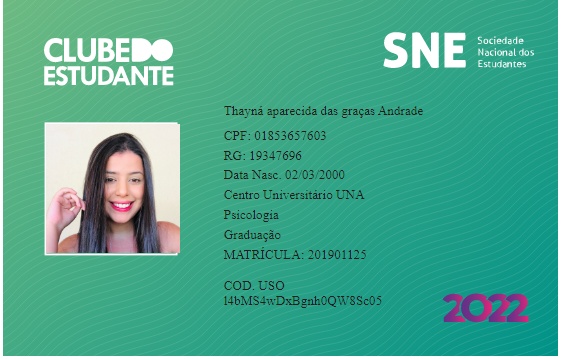 CLUBEDO
ESTUDANTE
SNE
Sociedade
Nacional dos
Estudantes
Thayná aparecida das graças Andrade
CPF: 01853657603
RG: 19347696
Data Nasc. 02/03/2000
Centro Universitário UNA
Psicologia
Graduação
MATRÍCULA: 201901125
COD. USO
l4bMS4wDxBgnh0QW8Sc05
2022